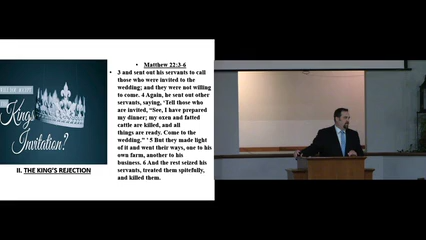 King's
Invitation?
II. THE KING'S REJECTION
• Matthew 22:3-6
• 3 and sent out his servants to call
those who were invited to the
wedding; and they were not willing
to come. 4 Again, he sent out other
servants, saying, ‘Tell those who
are invited, “See, I have prepared
my dinner; my oxen and fatted
cattle are killed, and all
things are ready. Come to the
wedding.” ’ 5 But they made light
of it and went their ways, one to his
own farm, another to his
business. 6 And the rest seized his
servants, treated them spitefully,
and killed them.